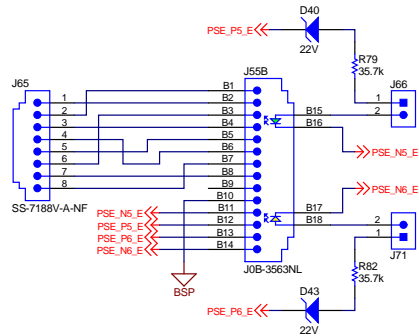 D40
PSE_P5_E
22V
R79
35.7k
J65
J55B
J66
1
2
3
4
5
6
7
8
B1
B2
B3
B4
B5
B6
B7
B8
B9
B10
B11
B12
B13
B14
B15
B16
1
2
PSE_N5_E
PSE_N6_E
SS-7188V-A-NF
PSE_N5_E
PSE_P5_E
PSE_P6_E
PSE_N6_E
B17
B18
2
1
J0B-3563NL
J71
BSP
R82
35.7k
D43
PSE_P6_E
22V